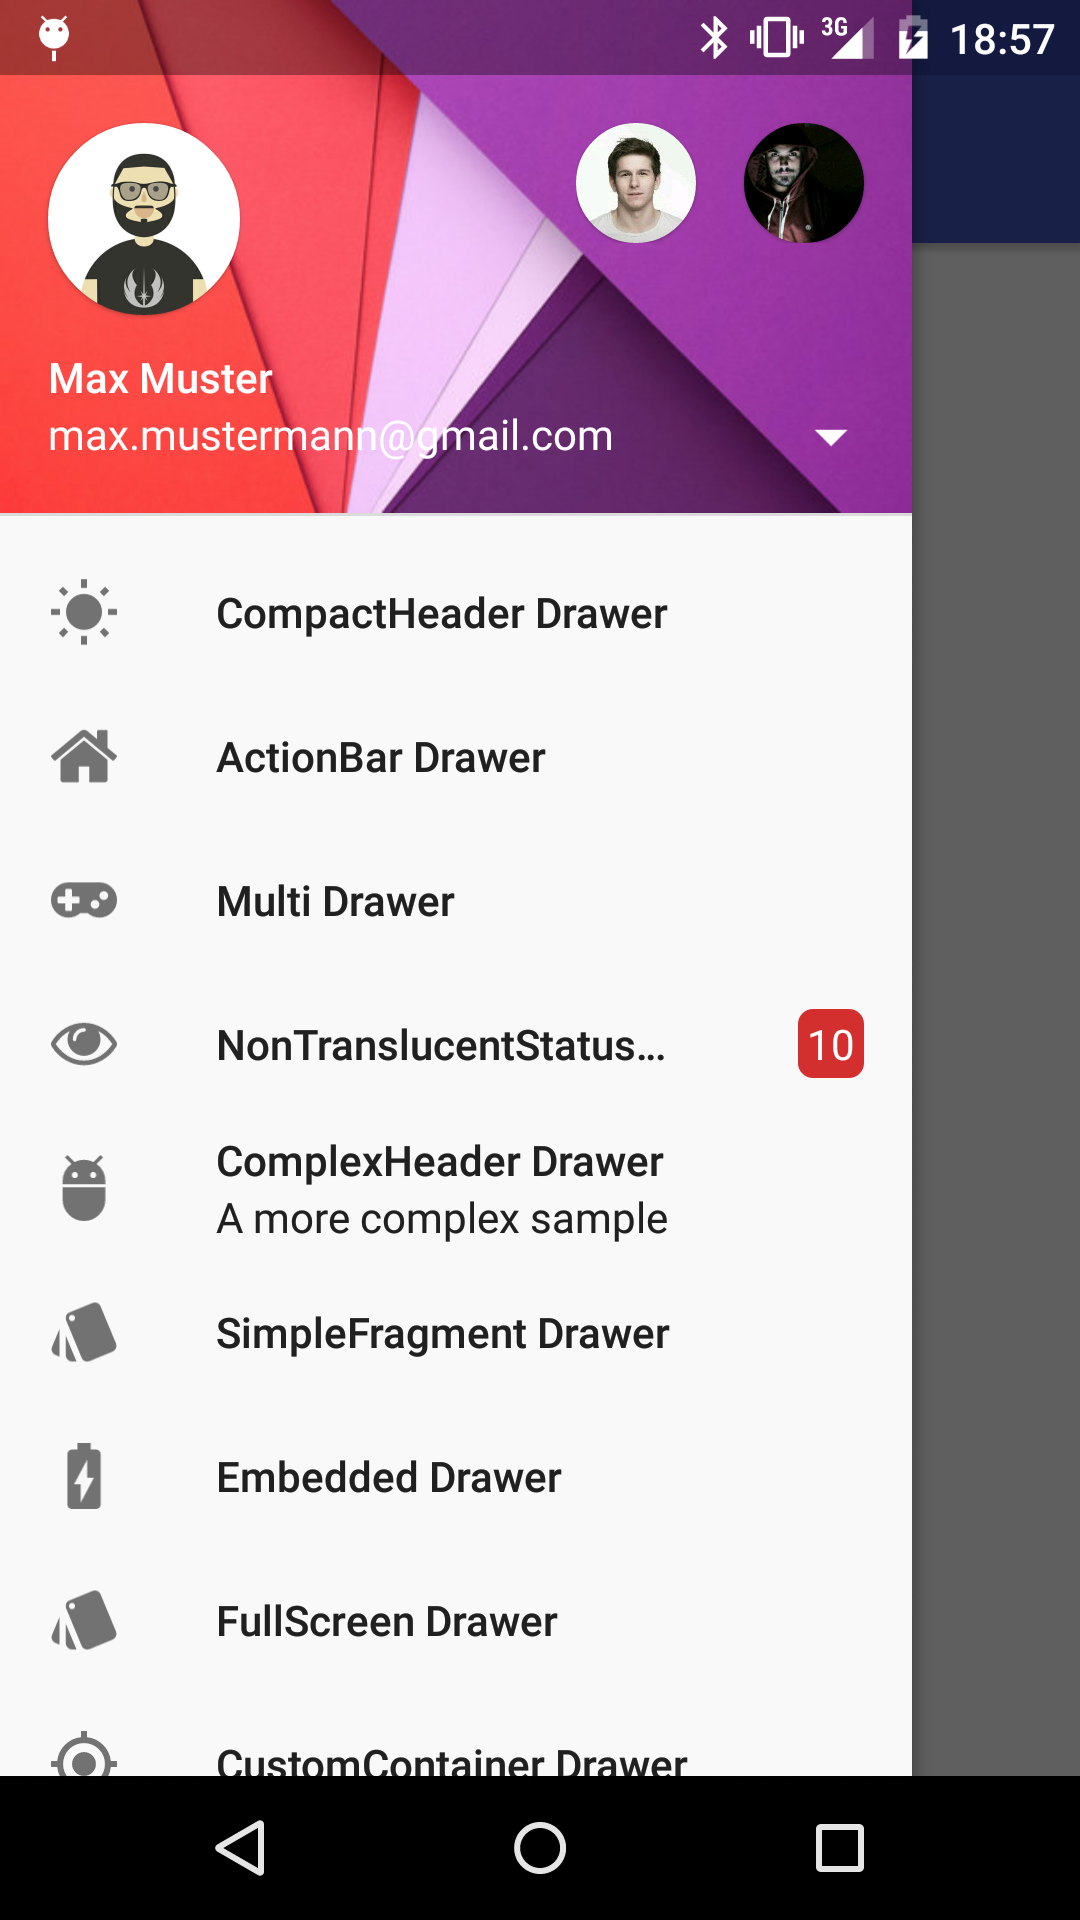 3G 18:57
Max Muster
max.mustermann@gmail.com
CompactHeader Drawer
ActionBar Drawer
Multi Drawer
NonTranslucentStatus... 10
ComplexHeader Drawer
A more complex sample
SimpleFragment Drawer
Embedded Drawer
FullScreen Drawer
CustomContainer Drawer